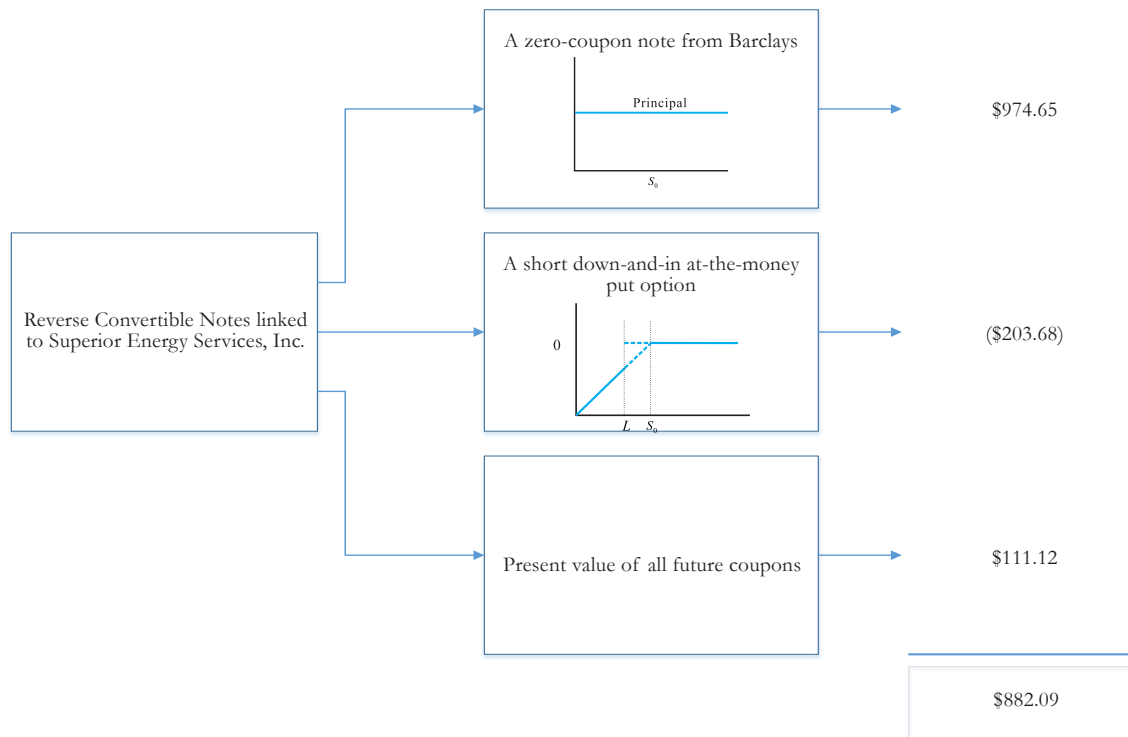 A zero-coupon note from Barclays
Principal
S₀
$974.65
Reverse Convertible Notes linked
to Superior Energy Services, Inc.
A short down-and-in at-the-money
put option
0
L S₀
($203.68)
Present value of all future coupons
$111.12
$882.09